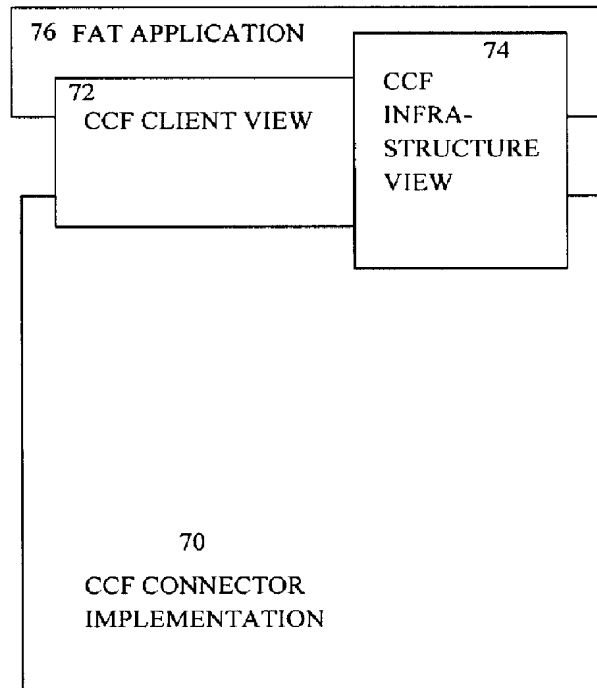 76 FAT APPLICATION
72
CCF CLIENT VIEW
74
CCF
INFRA-
STRUCTURE
VIEW
70
CCF CONNECTOR
IMPLEMENTATION